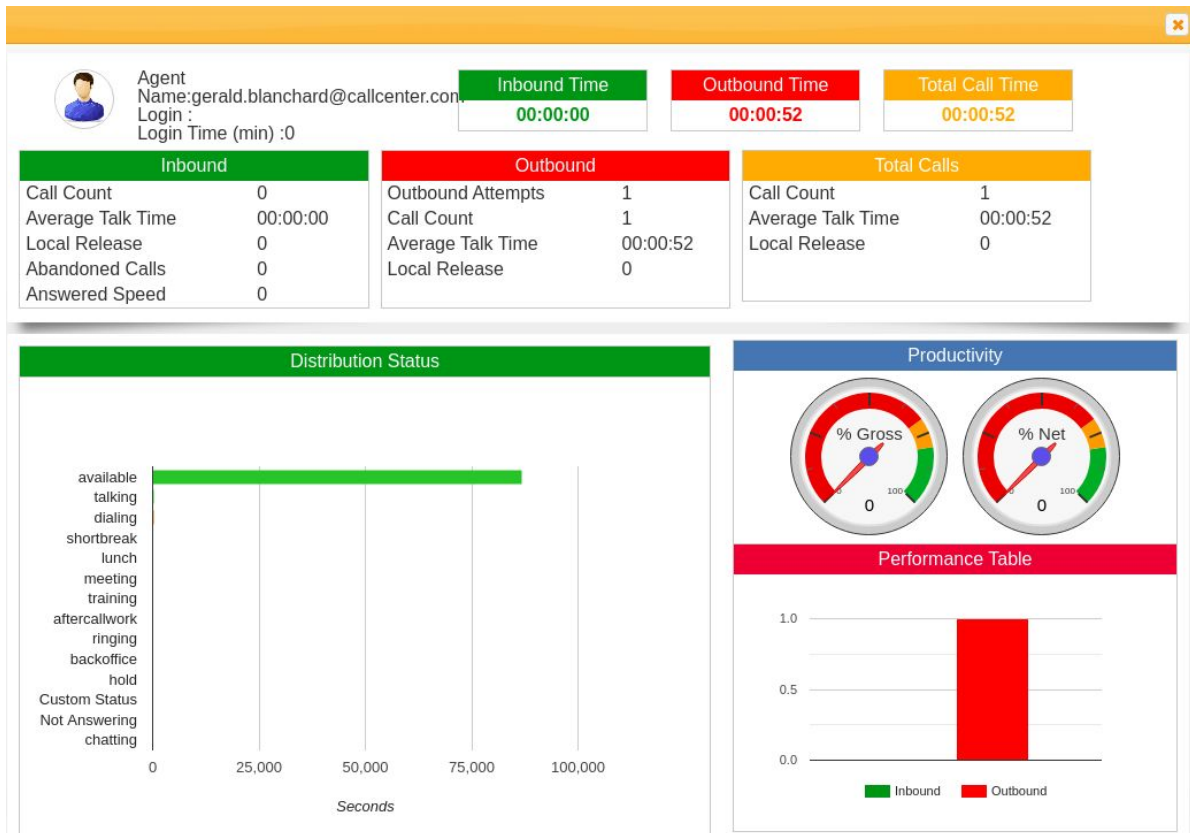 Agent
Name:gerald.blanchard@callcenter.com
Login :
Login Time (min) :0
Inbound Time
00:00:00
Outbound Time
00:00:52
Total Call Time
00:00:52
Inbound
Call Count 0
Average Talk Time 00:00:00
Local Release 0
Abandoned Calls 0
Answered Speed 0
Outbound
Outbound Attempts 1
Call Count 1
Average Talk Time 00:00:52
Local Release 0
Total Calls
Call Count 1
Average Talk Time 00:00:52
Local Release 0
Distribution Status
available
talking
dialing
shortbreak
lunch
meeting
training
aftercallwork
ringing
backoffice
hold
Custom Status
Not Answering
chatting
0 25,000 50,000 75,000 100,000
Seconds
Productivity
% Gross
0 100
0
% Net
0 100
0
Performance Table
1.0
0.5
0.0
Inbound Outbound